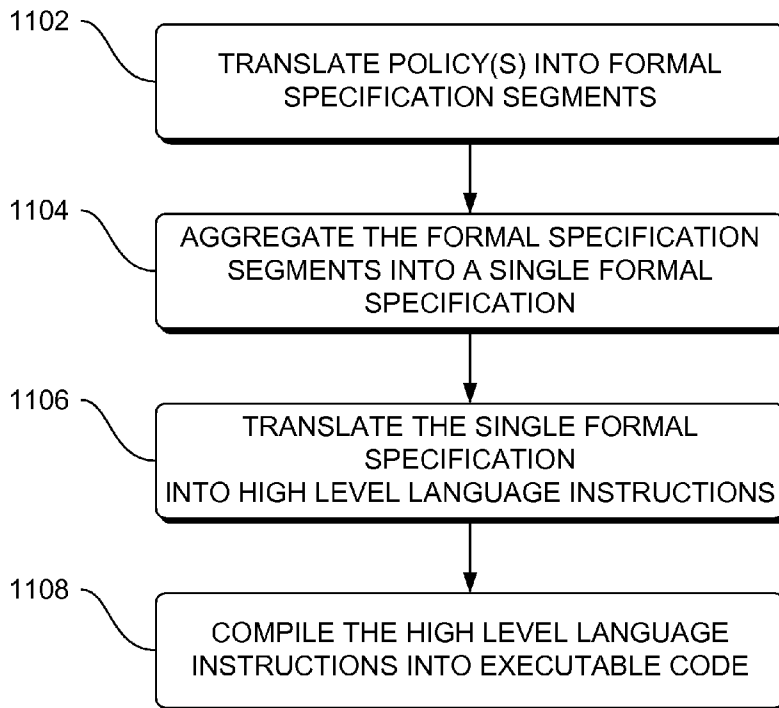 1102
TRANSLATE POLICY(S) INTO FORMAL
SPECIFICATION SEGMENTS
1104
AGGREGATE THE FORMAL SPECIFICATION
SEGMENTS INTO A SINGLE FORMAL
SPECIFICATION
1106
TRANSLATE THE SINGLE FORMAL
SPECIFICATION
INTO HIGH LEVEL LANGUAGE INSTRUCTIONS
1108
COMPILE THE HIGH LEVEL LANGUAGE
INSTRUCTIONS INTO EXECUTABLE CODE